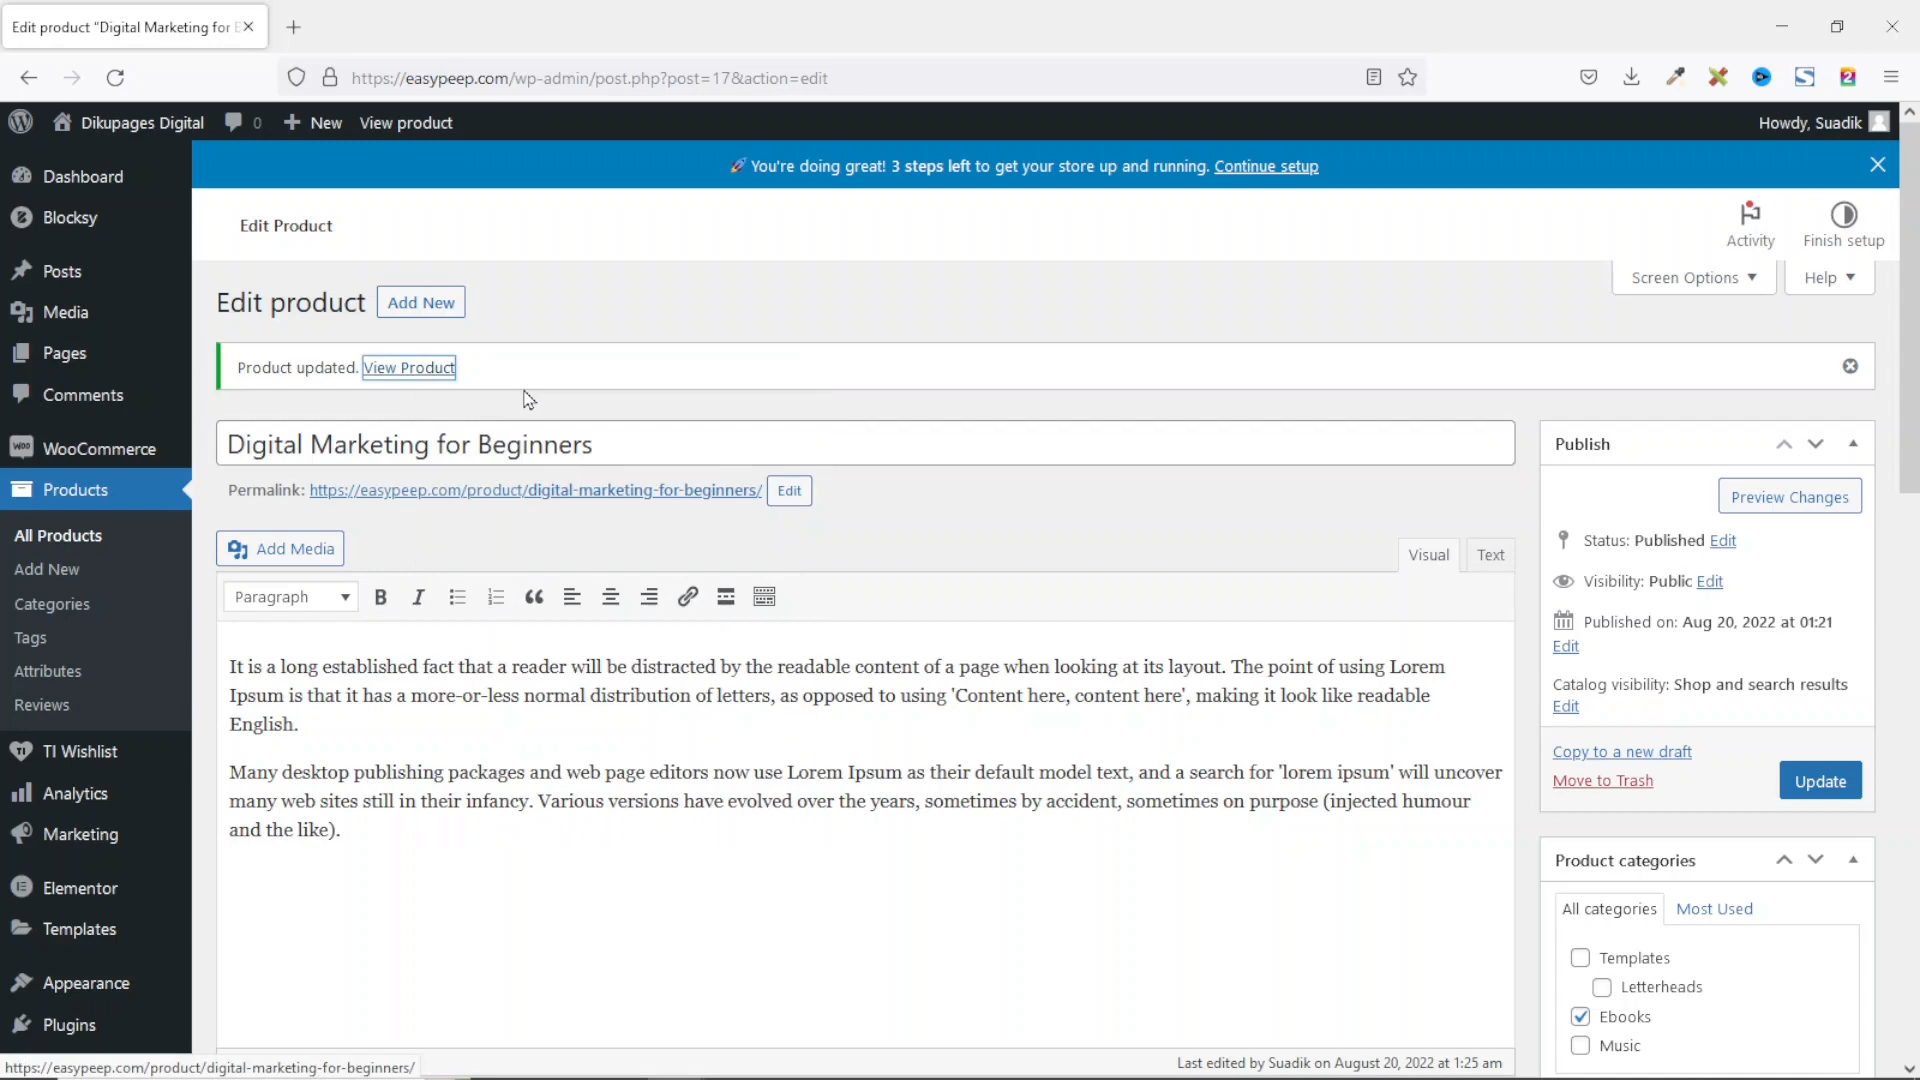 Edit product “Digital Marketing for
https://easypeep.com/wp-admin/post.php?post=17&action=edit
Dikupages Digital
0
New
View product
Howdy, Suadik
You're doing great! 3 steps left to get your store up and running. Continue setup
Dashboard
Blocksy
Posts
Media
Pages
Comments
WooCommerce
Products
All Products
Add New
Categories
Tags
Attributes
Reviews
TI Wishlist
Analytics
Marketing
Elementor
Templates
Appearance
Plugins
Edit Product
Activity
Finish setup
Screen Options
Help
Edit product
Add New
Product updated. View Product
Digital Marketing for Beginners
Permalink: https://easypeep.com/product/digital-marketing-for-beginners/ Edit
Add Media
Visual
Text
Paragraph
B
I
It is a long established fact that a reader will be distracted by the readable content of a page when looking at its layout. The point of using Lorem
Ipsum is that it has a more-or-less normal distribution of letters, as opposed to using 'Content here, content here', making it look like readable
English.
Many desktop publishing packages and web page editors now use Lorem Ipsum as their default model text, and a search for 'lorem ipsum' will uncover
many web sites still in their infancy. Various versions have evolved over the years, sometimes by accident, sometimes on purpose (injected humour
and the like).
Last edited by Suadik on August 20, 2022 at 1:25 am
Publish
Preview Changes
Status: Published Edit
Visibility: Public Edit
Published on: Aug 20, 2022 at 01:21
Edit
Catalog visibility: Shop and search results
Edit
Copy to a new draft
Move to Trash
Update
Product categories
All categories
Most Used
Templates
Letterheads
Ebooks
Music
https://easypeep.com/product/digital-marketing-for-beginners/